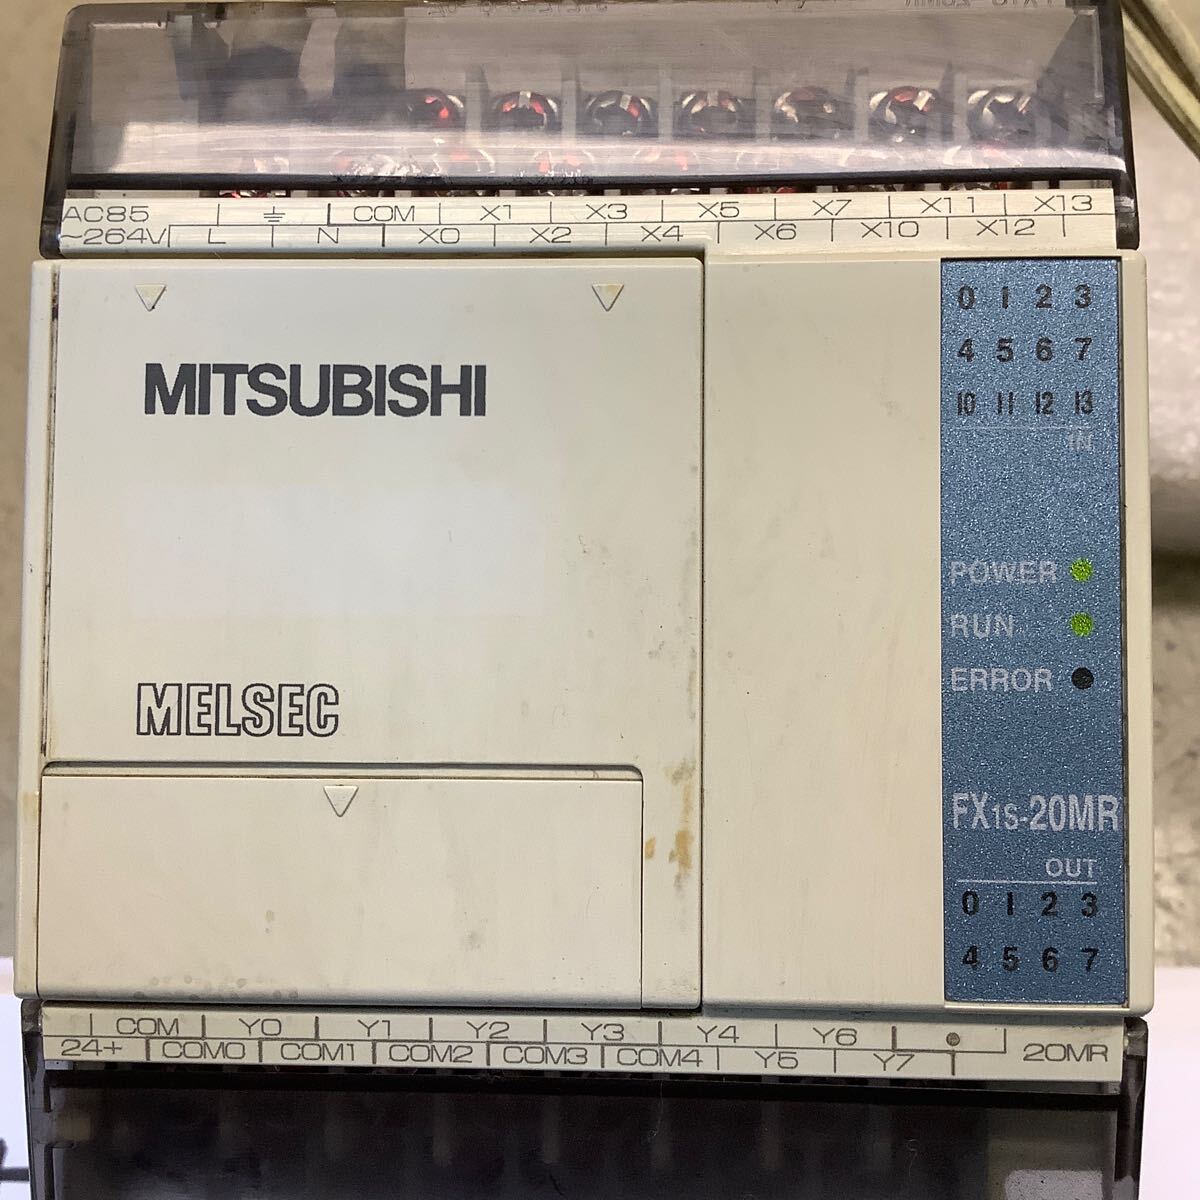 AC85 ⏚ COM X1 X3 X5 X7 X11 X13
~264V L N X0 X2 X4 X6 X10 X12
MITSUBISHI
MELSEC
0 1 2 3
4 5 6 7
10 11 12 13
IN
POWER
RUN
ERROR
FX1S-20MR
OUT
0 1 2 3
4 5 6 7
COM Y0 Y1 Y2 Y3 Y4 Y6 •
24+ COM0 COM1 COM2 COM3 COM4 Y5 Y7 20MR